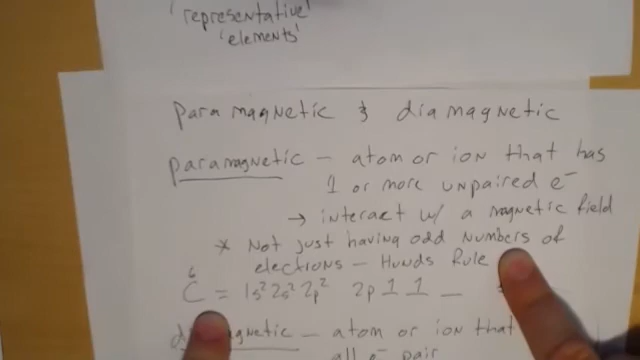 'representative'
'elements'
paramagnetic & diamagnetic
paramagnetic — atom or ion that has
1 or more unpaired e⁻
→ interact w/ a magnetic field
* Not just having odd numbers of
electrons — Hunds Rule
6
C = 1s² 2s² 2p² 2p 1 1 _
atom or ion that
all e⁻ pair